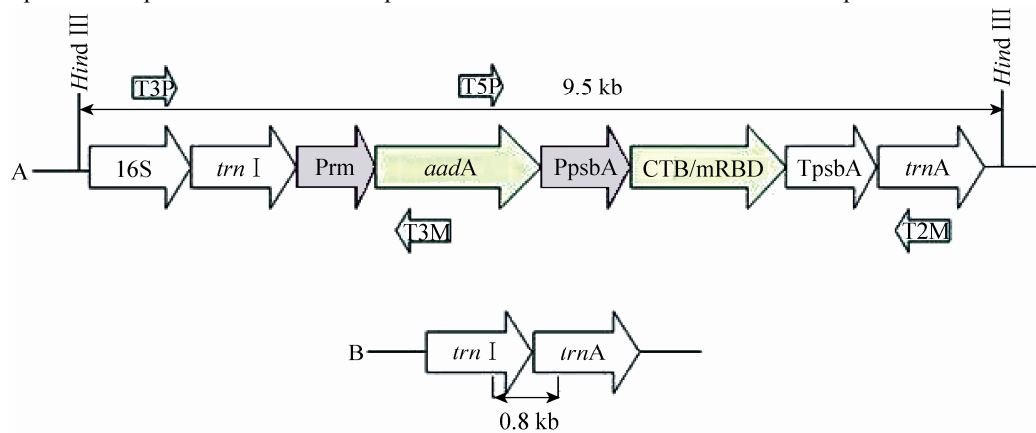 Hind III
Hind III
T3P
T5P
9.5 kb
A
16S
trn I
Prm
aadA
PpsbA
CTB/mRBD
TpsbA
trnA
T3M
T2M
B
trn I
trnA
0.8 kb